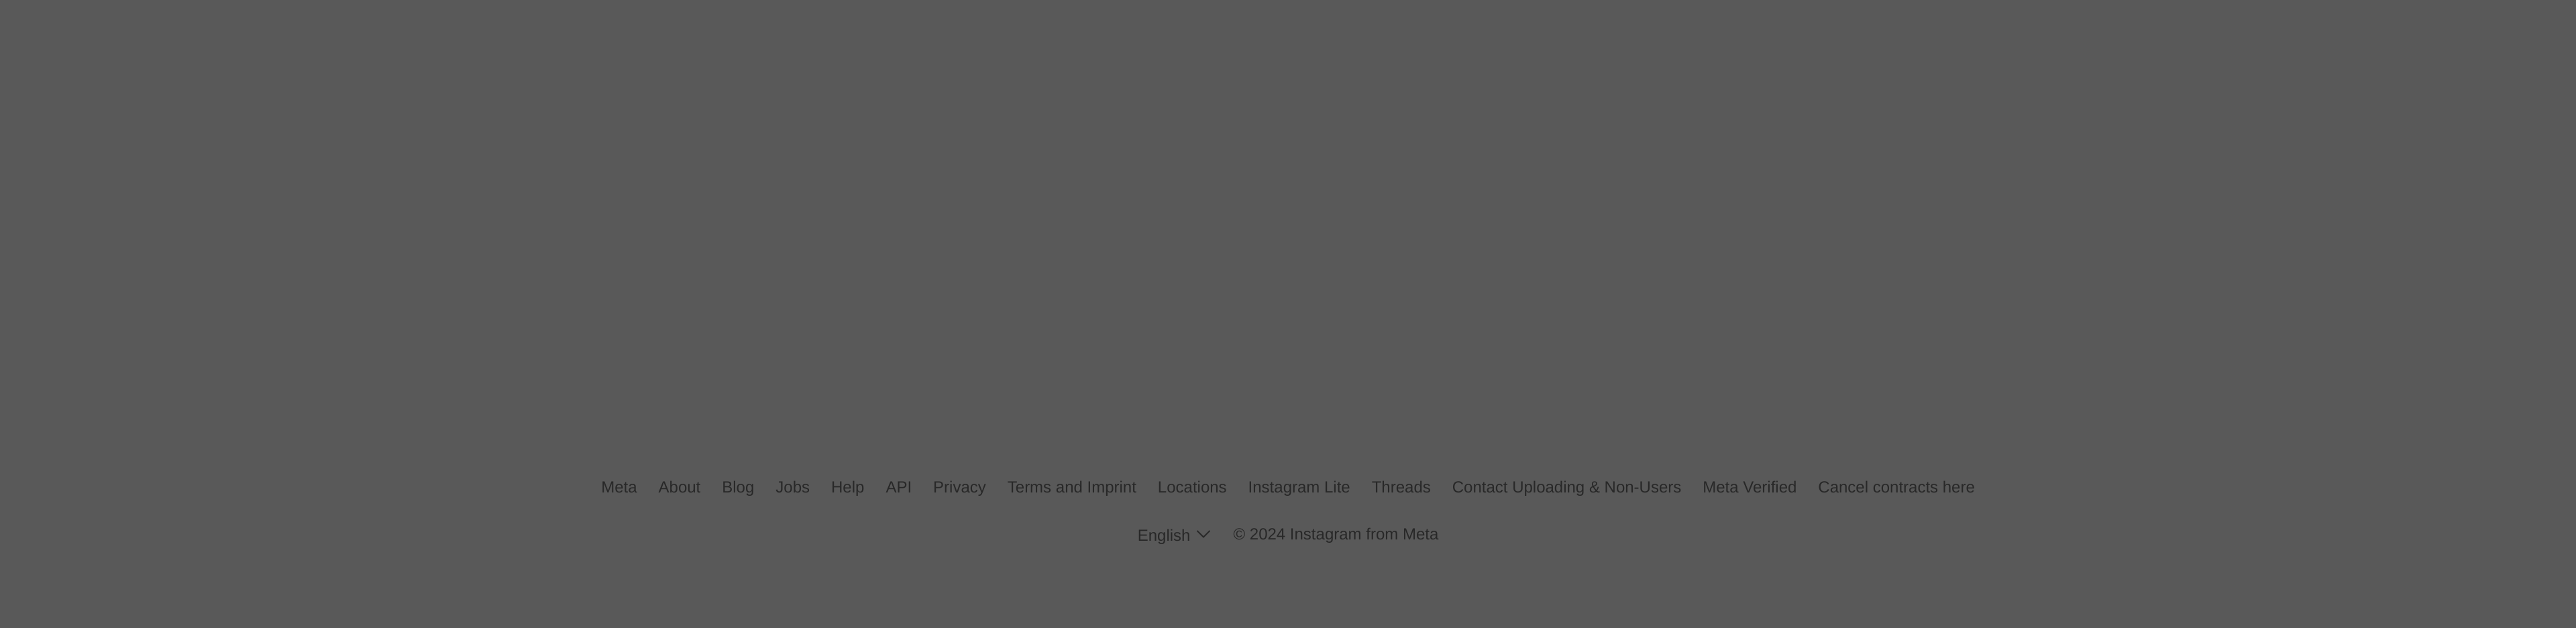 Meta About Blog Jobs Help API Privacy Terms and Imprint Locations Instagram Lite Threads Contact Uploading & Non-Users Meta Verified Cancel contracts here
English © 2024 Instagram from Meta